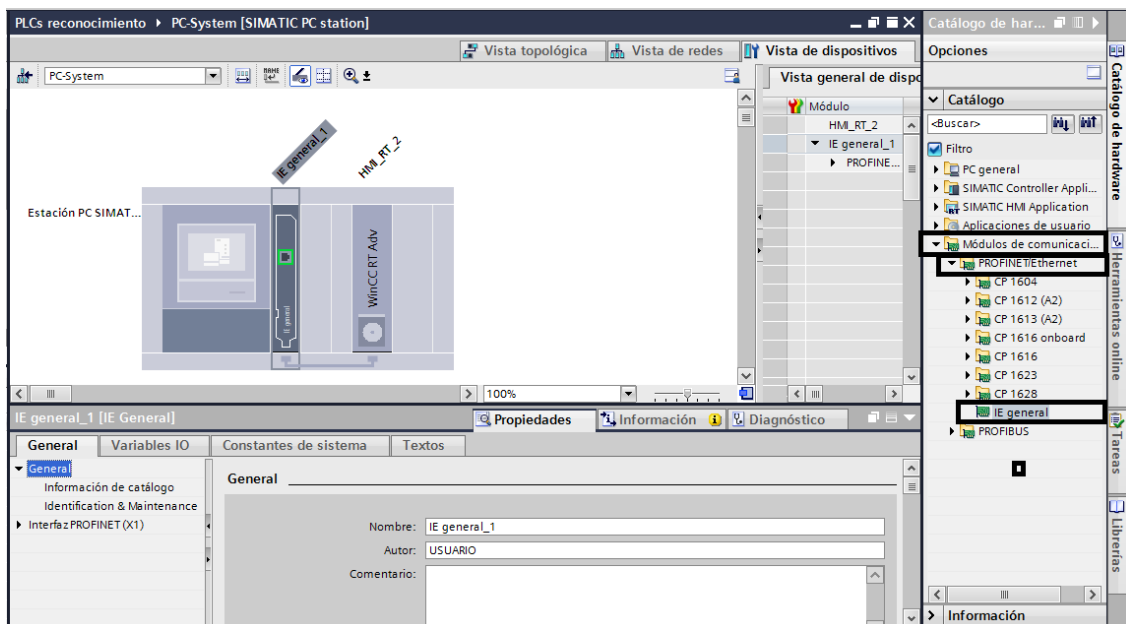 PLCs reconocimiento ▸ PC-System [SIMATIC PC station]
Catálogo de har...
Vista topológica
Vista de redes
Vista de dispositivos
Opciones
PC-System
Vista general de dispo
Módulo
HMI_RT_2
IE general_1
PROFINE...
IE general_1
HMI_RT_2
Estación PC SIMAT...
IE general
WinCC RT Adv
100%
Catálogo
<Buscar>
Filtro
PC general
SIMATIC Controller Appli...
SIMATIC HMI Application
Aplicaciones de usuario
Módulos de comunicaci...
PROFINET/Ethernet
CP 1604
CP 1612 (A2)
CP 1613 (A2)
CP 1616 onboard
CP 1616
CP 1623
CP 1628
IE general
PROFIBUS
Información
Catálogo de hardware
Herramientas online
Tareas
Librerías
IE general_1 [IE General]
Propiedades
Información
Diagnóstico
General
Variables IO
Constantes de sistema
Textos
General
Información de catálogo
Identification & Maintenance
Interfaz PROFINET (X1)
General
Nombre: IE general_1
Autor: USUARIO
Comentario: